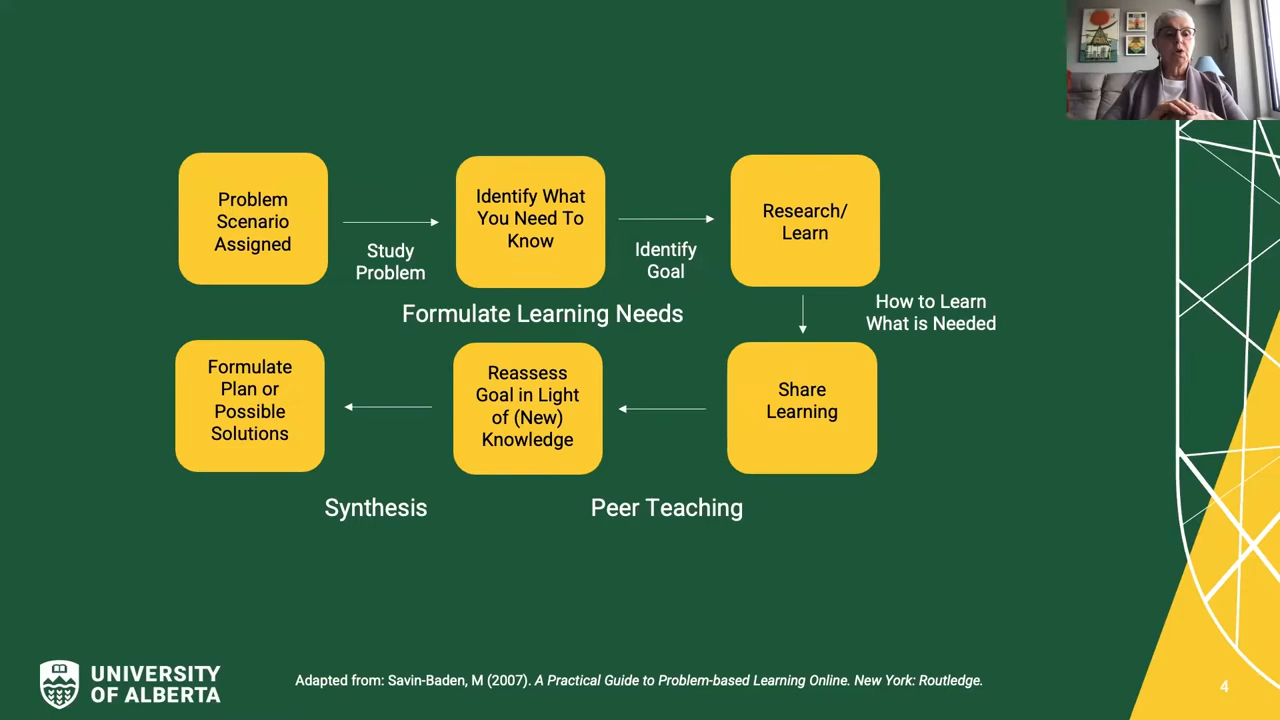 Problem
Scenario
Assigned
Study
Problem
Identify What
You Need To
Know
Identify
Goal
Research/
Learn
Formulate Learning Needs
How to Learn
What is Needed
Share
Learning
Reassess
Goal in Light
of (New)
Knowledge
Formulate
Plan or
Possible
Solutions
Synthesis
Peer Teaching
UNIVERSITY
OF ALBERTA
Adapted from: Savin-Baden, M (2007). A Practical Guide to Problem-based Learning Online. New York: Routledge.
4